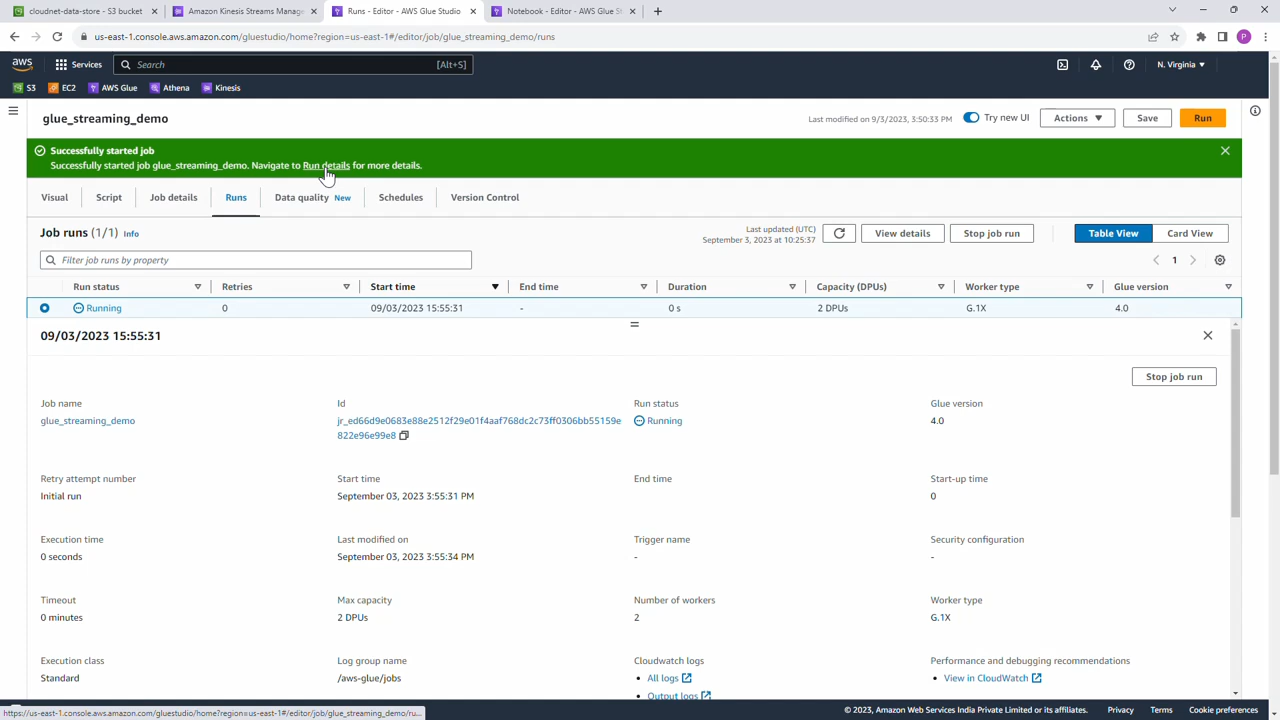 cloudnet-data-store - S3 bucket
Amazon Kinesis Streams Manage
Runs - Editor - AWS Glue Studio
Notebook - Editor - AWS Glue St
us-east-1.console.aws.amazon.com/gluestudio/home?region=us-east-1#/editor/job/glue_streaming_demo/runs
P
aws Services Search [Alt+S] N. Virginia
S3 EC2 AWS Glue Athena Kinesis
glue_streaming_demo
Last modified on 9/3/2023, 3:50:33 PM Try new UI Actions Save Run
Successfully started job
Successfully started job glue_streaming_demo. Navigate to Run details for more details.
Visual Script Job details Runs Data quality New Schedules Version Control
Job runs (1/1) Info
Last updated (UTC)
September 3, 2023 at 10:25:37
View details Stop job run Table View Card View
Filter job runs by property
1
Run status Retries Start time End time Duration Capacity (DPUs) Worker type Glue version
Running 0 09/03/2023 15:55:31 - 0 s 2 DPUs G.1X 4.0
09/03/2023 15:55:31
Stop job run
Job name Id Run status Glue version
glue_streaming_demo jr_ed66d9e0683e88e2512f29e01f4aaf768dc2c73ff0306bb55159e Running 4.0
822e96e99e8
Retry attempt number Start time End time Start-up time
Initial run September 03, 2023 3:55:31 PM 0
Execution time Last modified on Trigger name Security configuration
0 seconds September 03, 2023 3:55:34 PM - -
Timeout Max capacity Number of workers Worker type
0 minutes 2 DPUs 2 G.1X
Execution class Log group name Cloudwatch logs Performance and debugging recommendations
Standard /aws-glue/jobs • All logs • View in CloudWatch
• Output logs
https://us-east-1.console.aws.amazon.com/gluestudio/home?region=us-east-1#/editor/job/glue_streaming_demo/ru...
© 2023, Amazon Web Services India Private Limited or its affiliates. Privacy Terms Cookie preferences